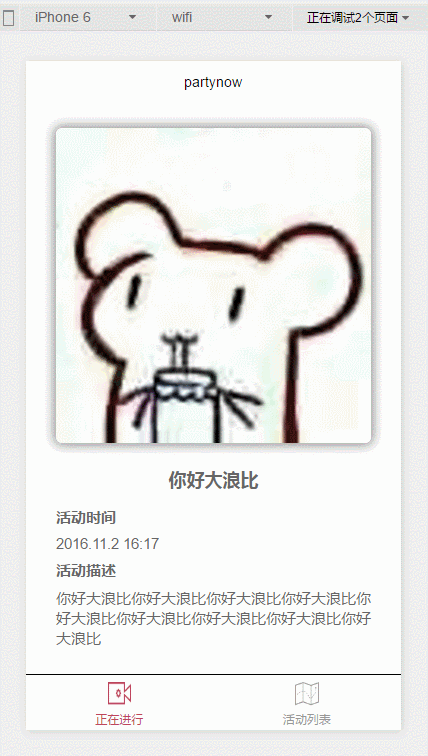 iPhone 6 wifi 正在调试2个页面
partynow
你好大浪比
活动时间
2016.11.2 16:17
活动描述
你好大浪比你好大浪比你好大浪比你好大浪比你
好大浪比你好大浪比你好大浪比你好大浪比你好
大浪比
正在进行 活动列表